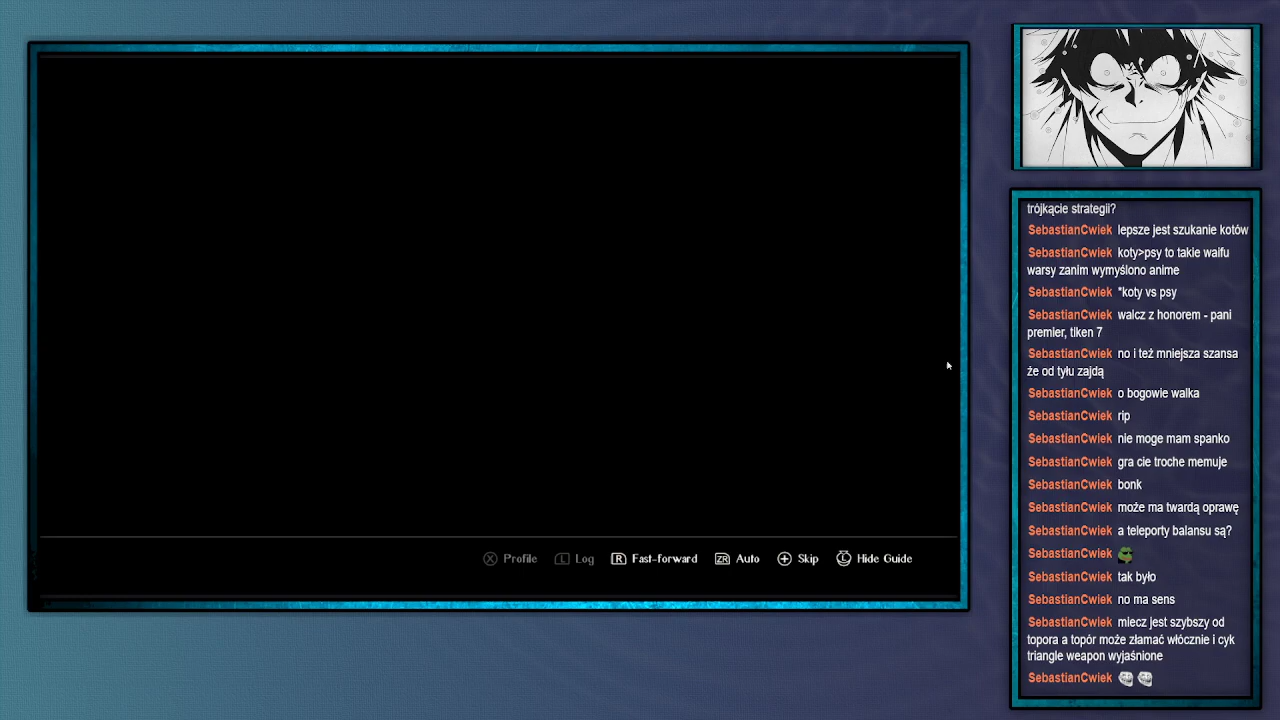 trójkącie strategii?
SebastianCwiek lepsze jest szukanie kotów
SebastianCwiek koty>psy to takie waifu
warsy zanim wymyślono anime
SebastianCwiek *koty vs psy
SebastianCwiek walcz z honorem - pani
premier, tiken 7
SebastianCwiek no i też mniejsza szansa
że od tyłu zajdą
SebastianCwiek o bogowie walka
SebastianCwiek rip
SebastianCwiek nie moge mam spanko
SebastianCwiek gra cie troche memuje
SebastianCwiek bonk
SebastianCwiek może ma twardą oprawę
SebastianCwiek a teleporty balansu są?
SebastianCwiek
SebastianCwiek tak było
SebastianCwiek no ma sens
SebastianCwiek miecz jest szybszy od
topora a topór może złamać włócznie i cyk
triangle weapon wyjaśnione
SebastianCwiek
X Profile L Log R Fast-forward ZR Auto + Skip L Hide Guide